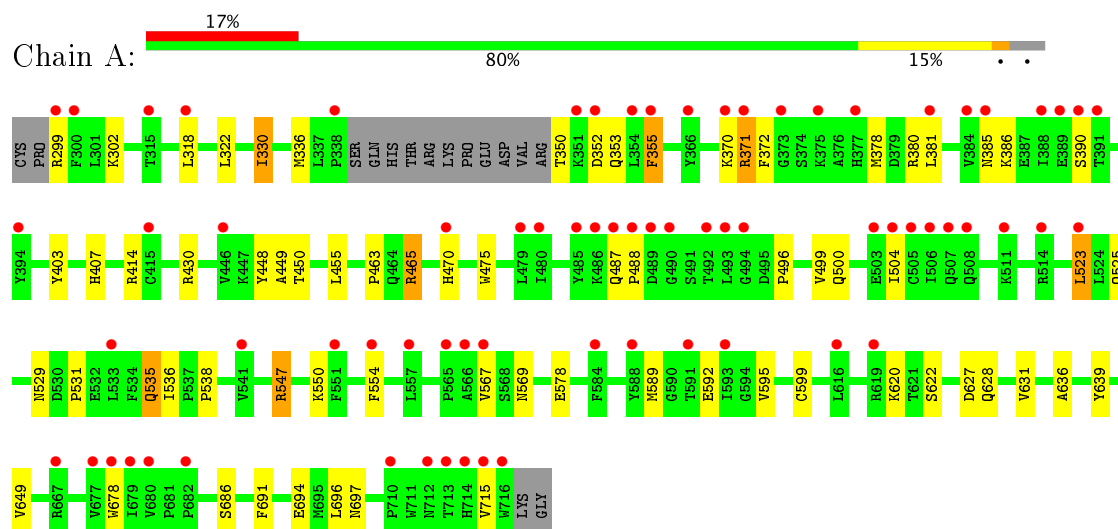 17%
Chain A:
80% 15% • •
CYS PRO R299 F300 L301 K302 T315 L318 L322 L330 M336 L337 P338 SER GLN HIS THR ARG LYS PRO GLU ASP VAL ARG T350 K351 D352 Q353 L354 F355 Y366 K370 R371 F372 G373 S374 K375 A376 H377 M378 D379 R380 L381 V384 N385 K386 E387 I388 E389 S390 T391
Y394 Y403 H407 R414 C415 R430 V446 K447 Y448 A449 T450 L455 P463 Q464 R465 H470 W475 L479 I480 Y485 K486 Q487 P488 D489 G490 S491 T492 L493 G494 D495 P496 V499 Q500 E503 I504 C505 I506 Q507 Q508 K511 R514 L523 L524 Q525
N529 D530 P531 E532 L533 F534 Q535 I536 P537 P538 V541 R547 K550 F551 F554 L557 P565 A566 V567 S568 N569 E578 F584 Y588 M589 G590 T591 E592 I593 G594 V595 C599 L616 R619 K620 T621 S622 D627 Q628 V631 A636 Y639
V649 R667 V677 W678 I679 V680 P681 P682 S686 F691 E694 M695 L696 N697 P710 W711 N712 T713 H714 V715 W716 LYS GLY